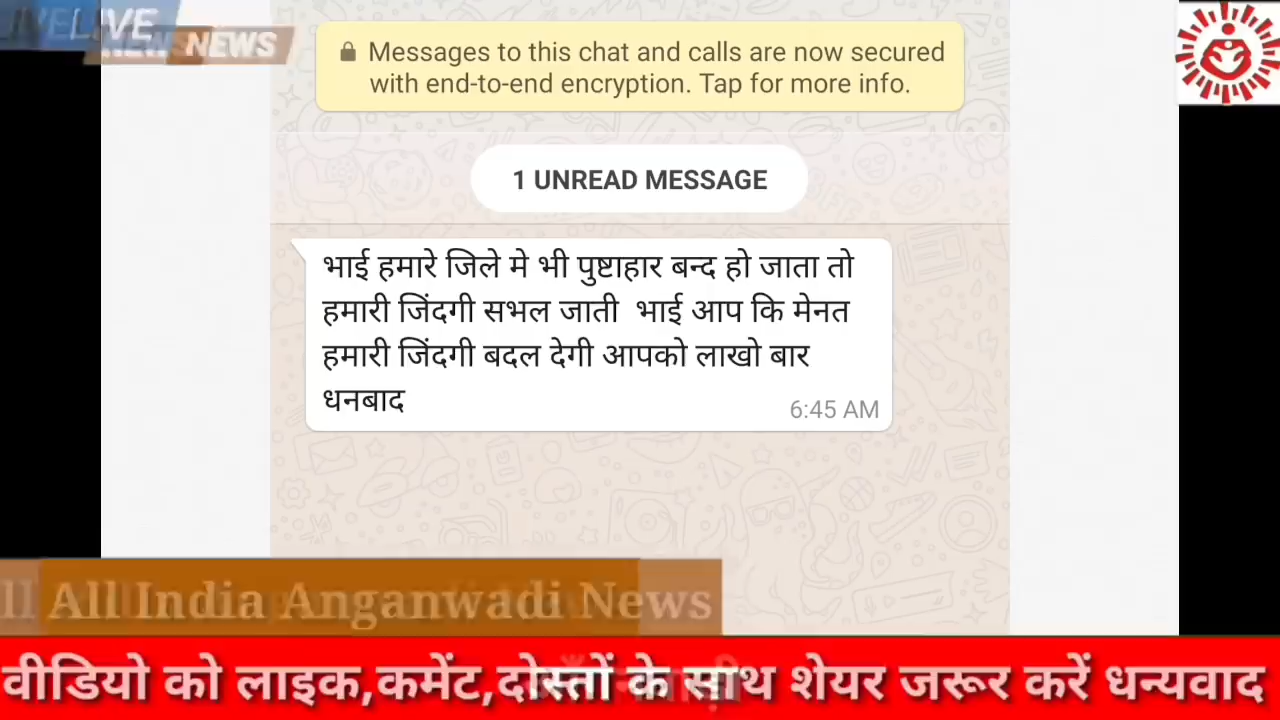 LIVE
NEWS
Messages to this chat and calls are now secured
with end-to-end encryption. Tap for more info.
1 UNREAD MESSAGE
भाई हमारे जिले मे भी पुष्टाहार बन्द हो जाता तो
हमारी जिंदगी सभल जाती भाई आप कि मेनत
हमारी जिंदगी बदल देगी आपको लाखो बार
धनबाद
6:45 AM
All India Anganwadi News
वीडियो को लाइक,कमेंट,दोस्तों के साथ शेयर जरूर करें धन्यवाद